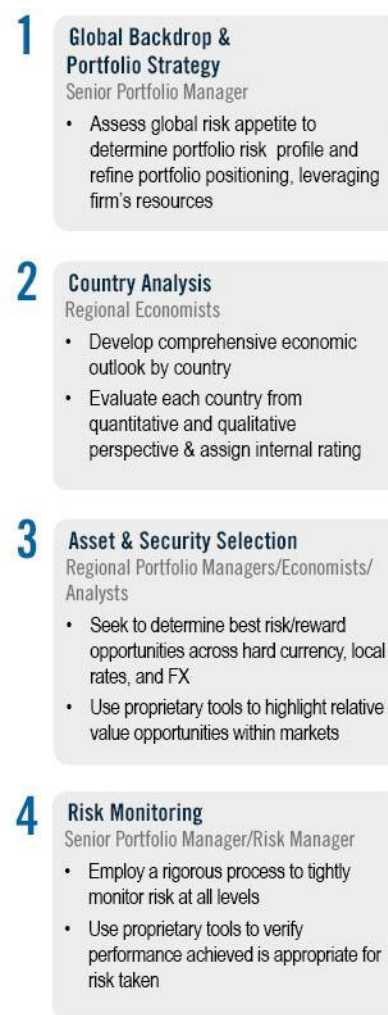 1
Global Backdrop &
Portfolio Strategy
Senior Portfolio Manager
• Assess global risk appetite to
determine portfolio risk profile and
refine portfolio positioning, leveraging
firm's resources
2
Country Analysis
Regional Economists
• Develop comprehensive economic
outlook by country
• Evaluate each country from
quantitative and qualitative
perspective & assign internal rating
3
Asset & Security Selection
Regional Portfolio Managers/Economists/
Analysts
• Seek to determine best risk/reward
opportunities across hard currency, local
rates, and FX
• Use proprietary tools to highlight relative
value opportunities within markets
4
Risk Monitoring
Senior Portfolio Manager/Risk Manager
• Employ a rigorous process to tightly
monitor risk at all levels
• Use proprietary tools to verify
performance achieved is appropriate for
risk taken